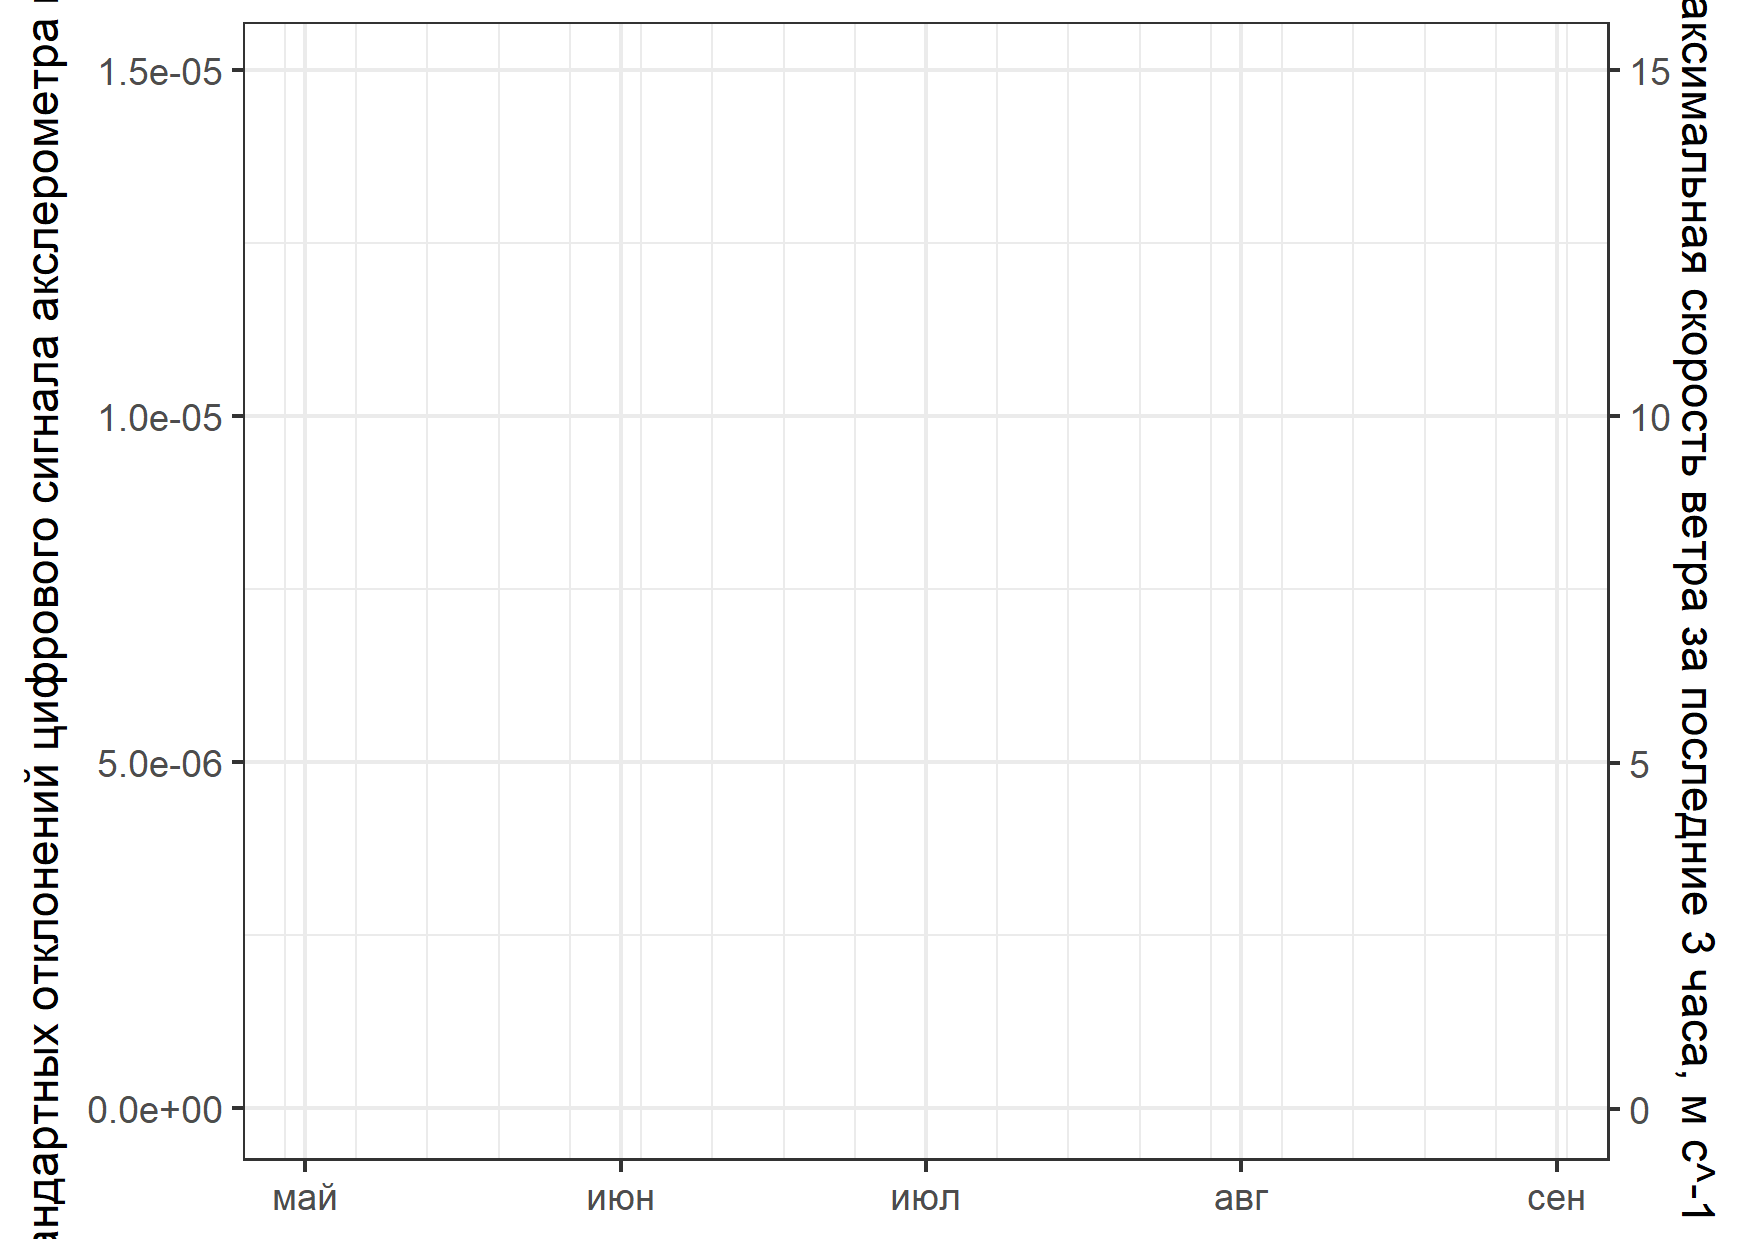 андартных отклонений цифрового сигнала акслерометра
1.5e-05
1.0e-05
5.0e-06
0.0e+00
май июн июл авг сен
15
10
5
0
аксимальная скорость ветра за последние 3 часа, м с^-1